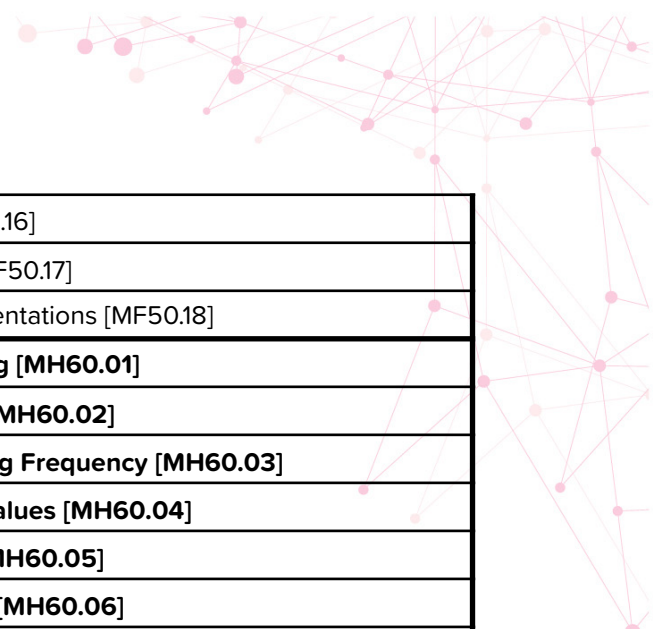 .16]
F50.17]
entations [MF50.18]
g [MH60.01]
MH60.02]
g Frequency [MH60.03]
alues [MH60.04]
MH60.05]
[MH60.06]